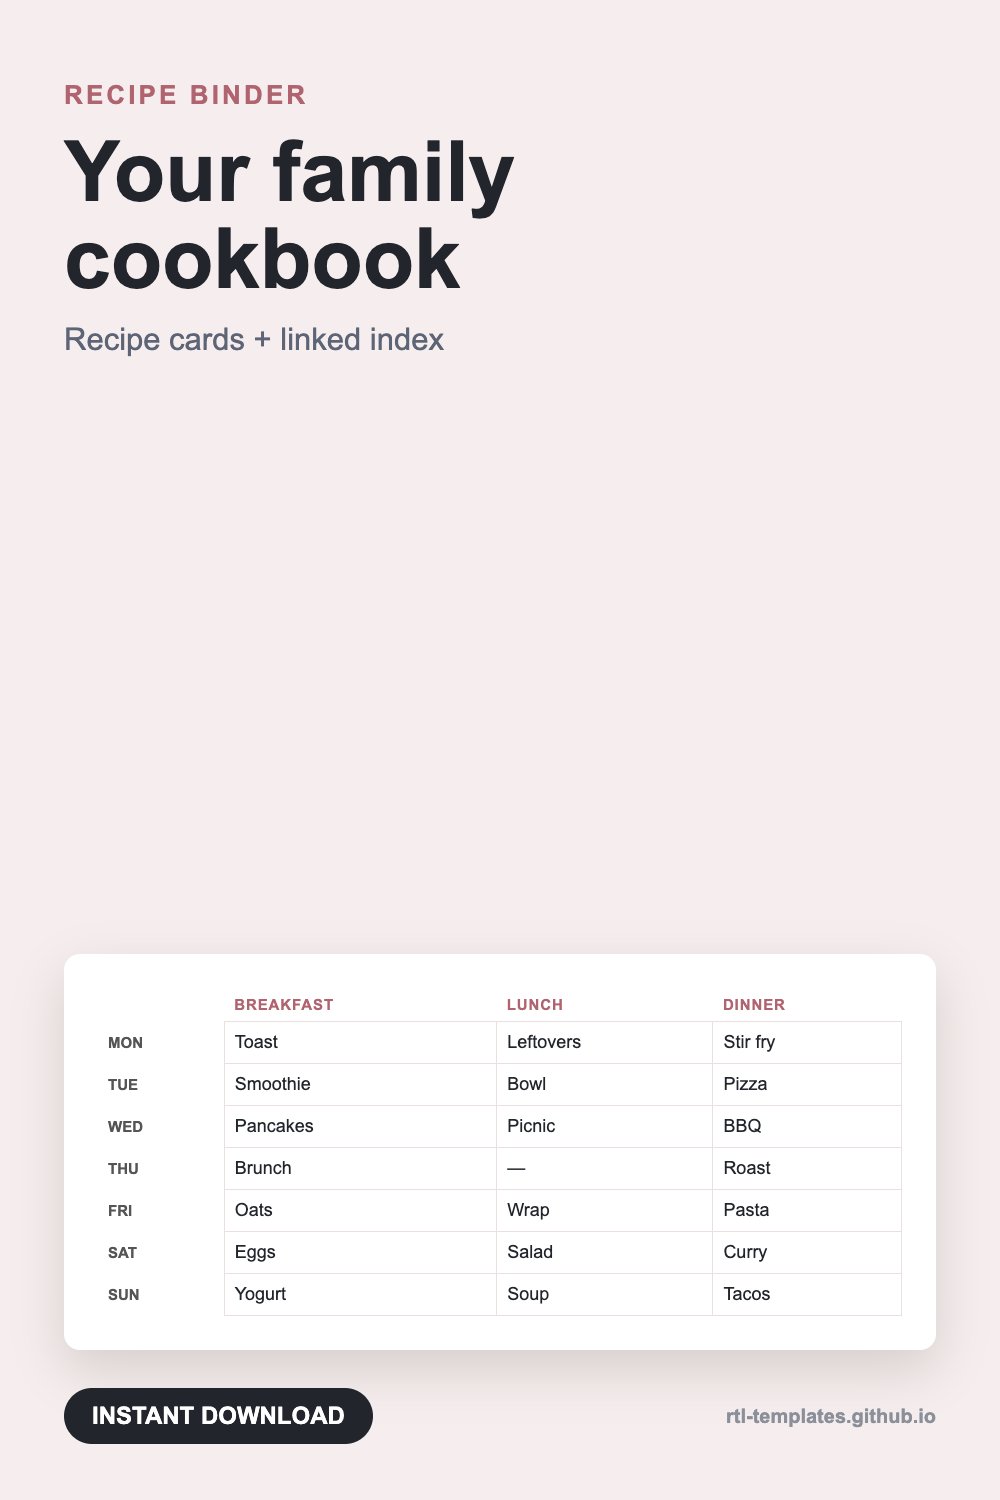 RECIPE BINDER
Your family
cookbook
Recipe cards + linked index
BREAKFAST LUNCH DINNER
MON Toast Leftovers Stir fry
TUE Smoothie Bowl Pizza
WED Pancakes Picnic BBQ
THU Brunch — Roast
FRI Oats Wrap Pasta
SAT Eggs Salad Curry
SUN Yogurt Soup Tacos
INSTANT DOWNLOAD rtl-templates.github.io